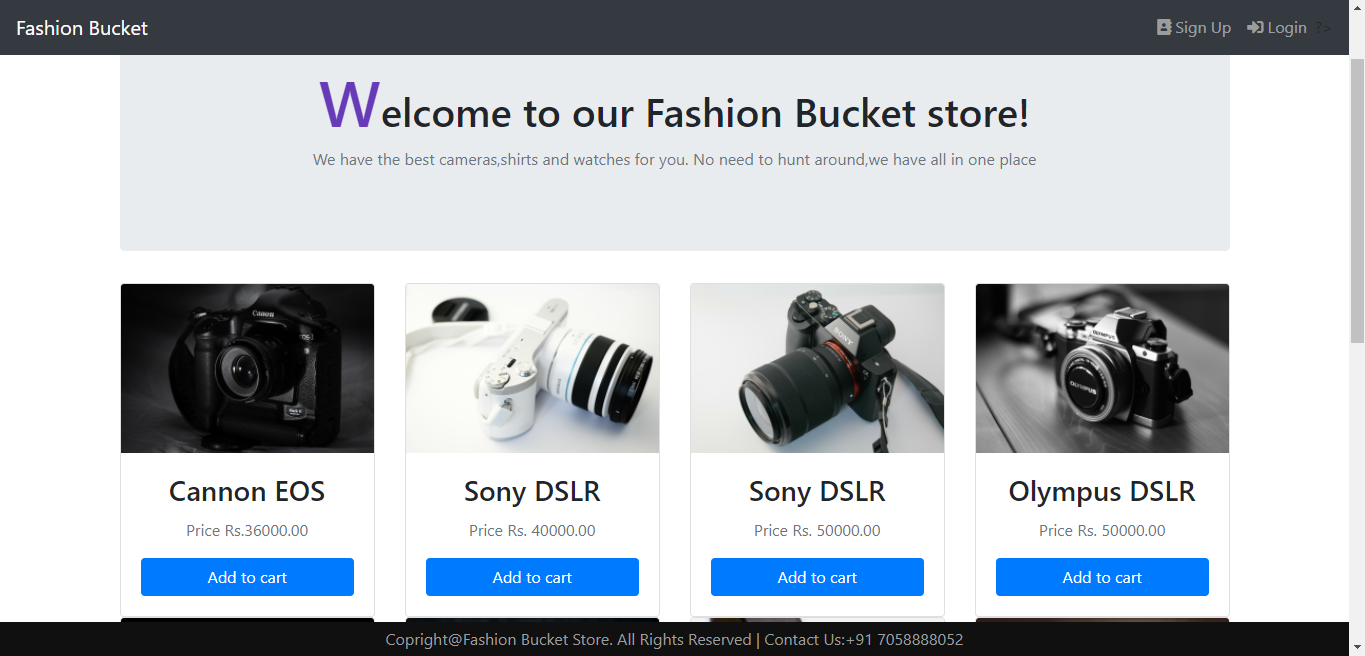 Fashion Bucket
Sign Up Login ?>
Welcome to our Fashion Bucket store!
We have the best cameras,shirts and watches for you. No need to hunt around,we have all in one place
Canon
SONY
OLYMPUS
OLYMPUS
Cannon EOS
Sony DSLR
Sony DSLR
Olympus DSLR
Price Rs.36000.00
Price Rs. 40000.00
Price Rs. 50000.00
Price Rs. 50000.00
Add to cart
Add to cart
Add to cart
Add to cart
Copright@Fashion Bucket Store. All Rights Reserved | Contact Us:+91 7058888052